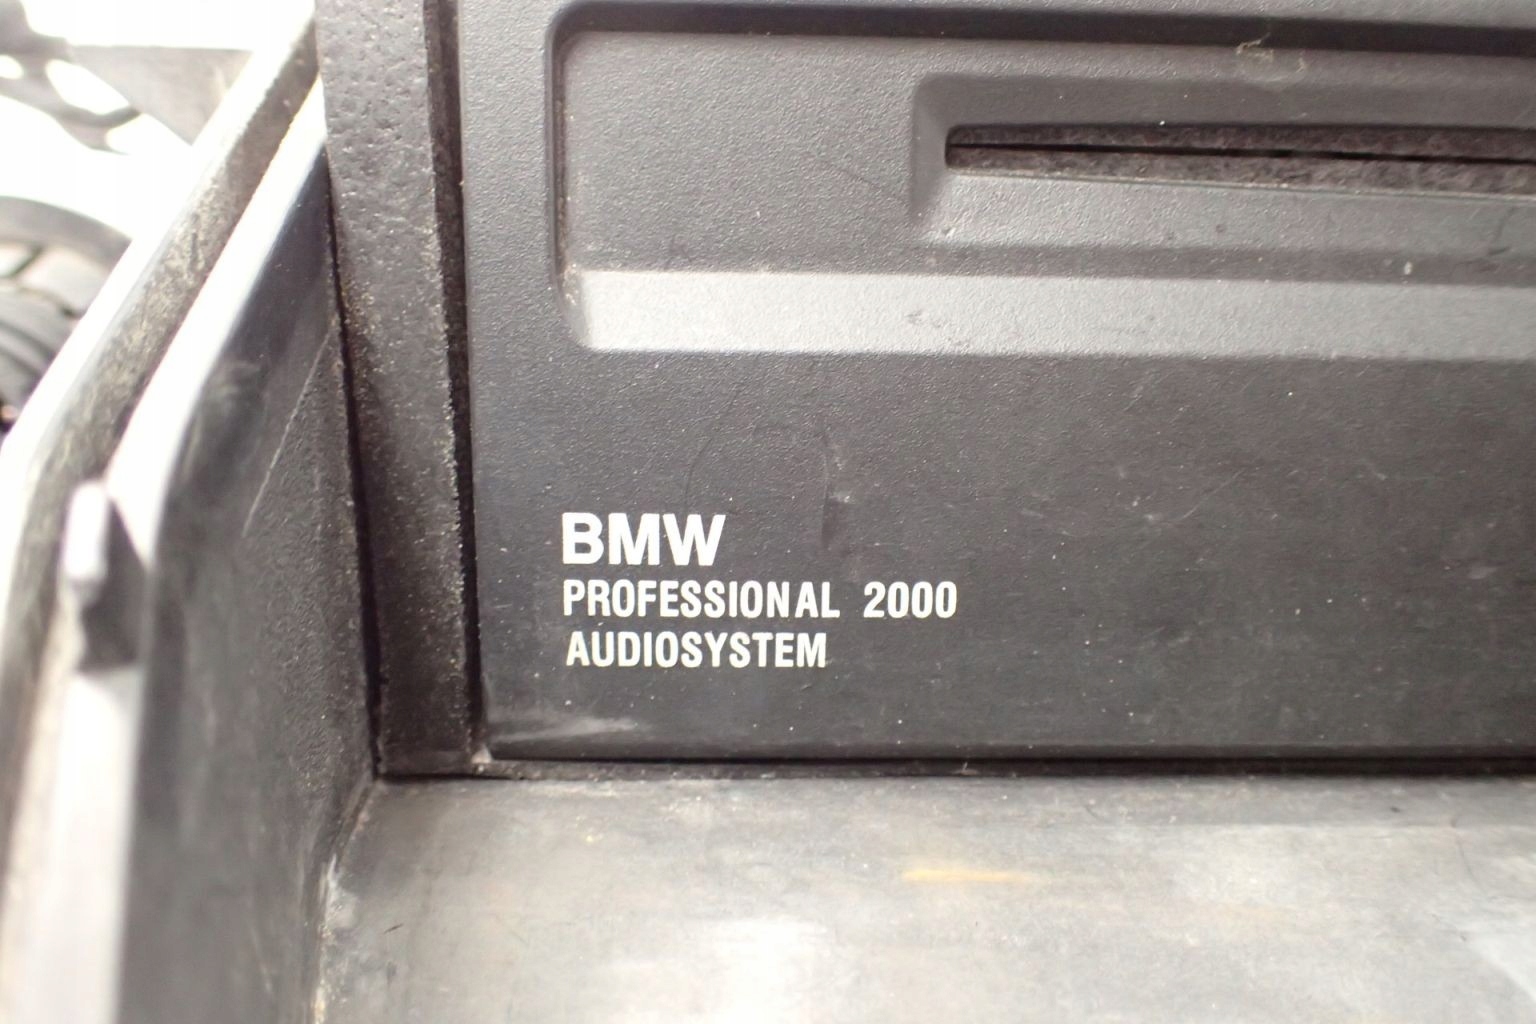 BMW
PROFESSIONAL 2000
AUDIOSYSTEM